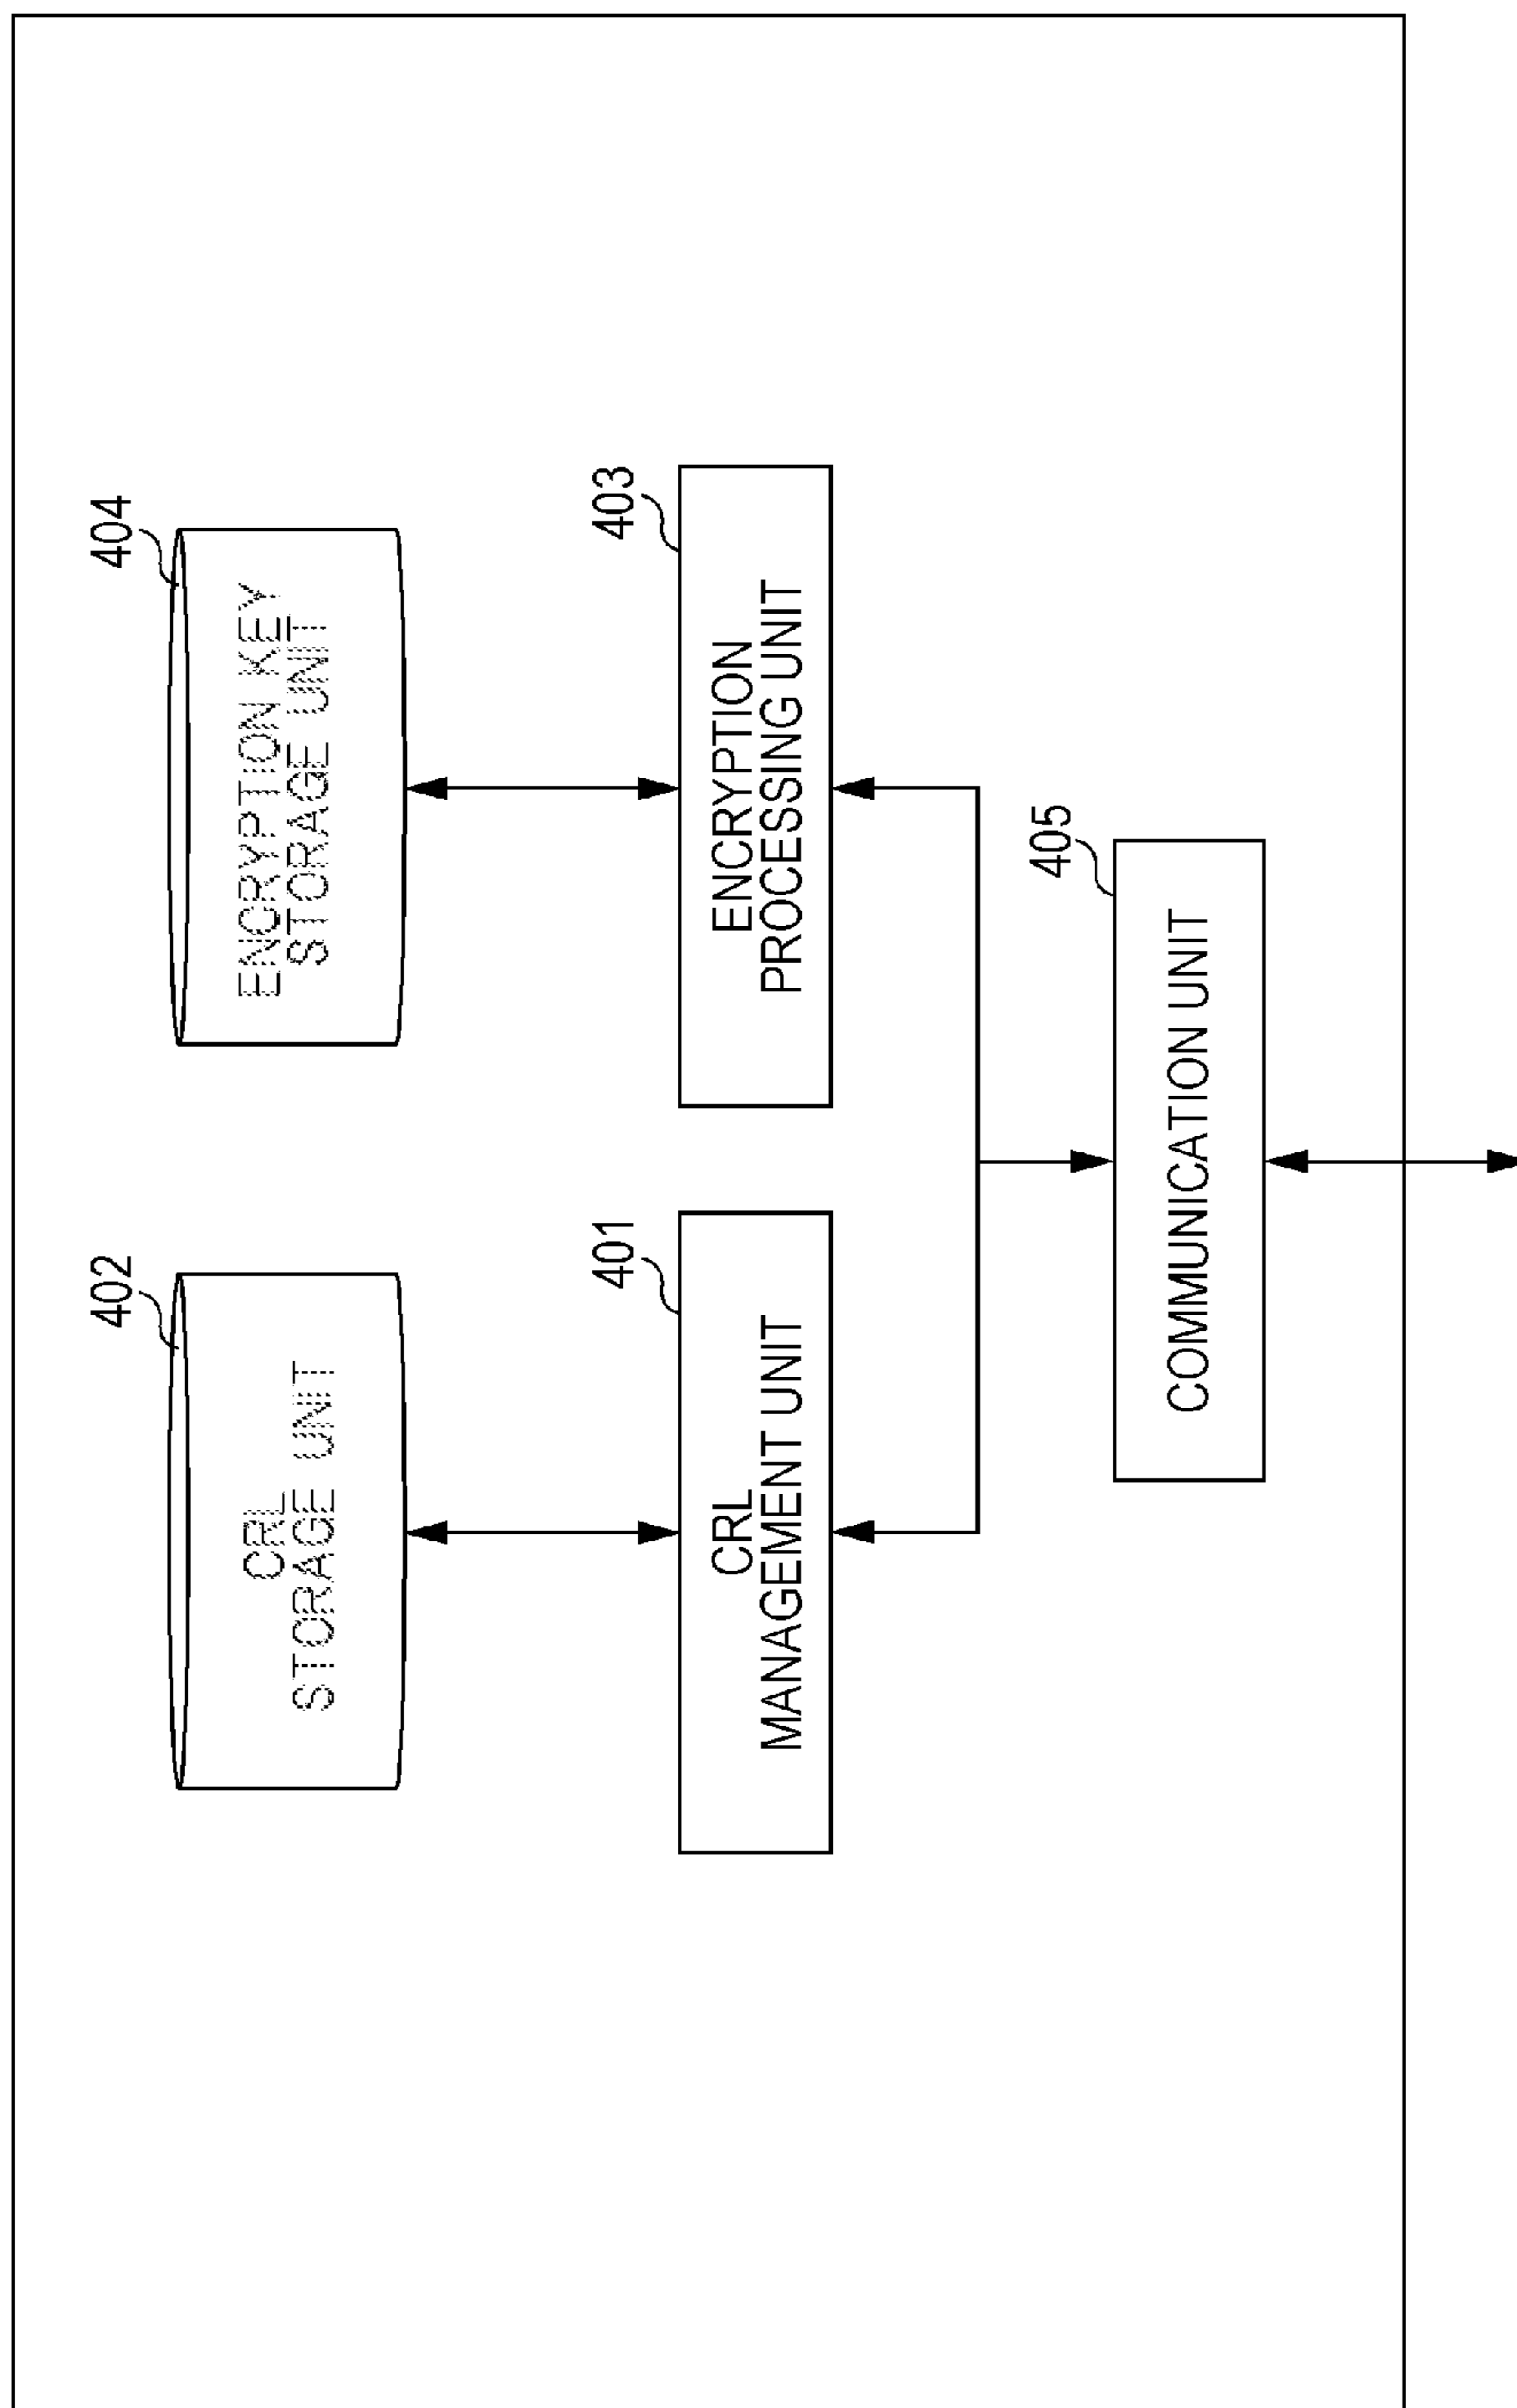 402
CRL
STORAGE UNIT
404
ENCRYPTION KEY
STORAGE UNIT
401
CRL
MANAGEMENT UNIT
403
ENCRYPTION
PROCESSING UNIT
405
COMMUNICATION UNIT